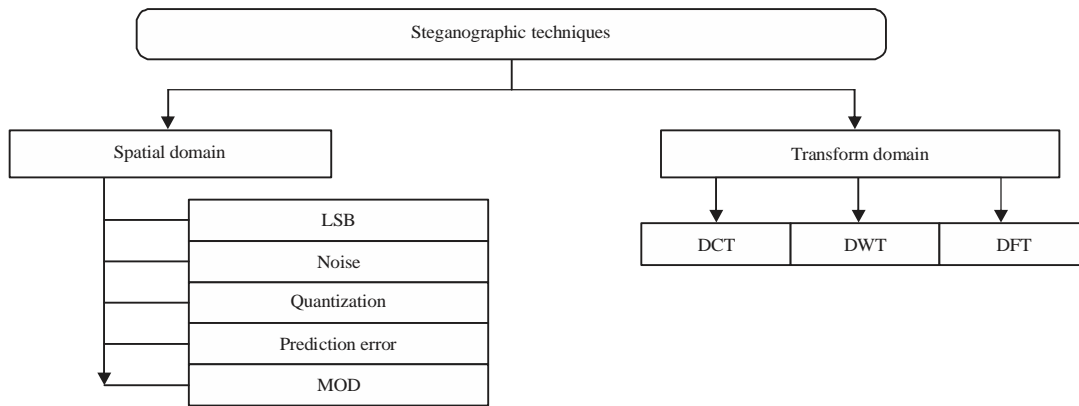 Steganographic techniques
Spatial domain
Transform domain
LSB
Noise
Quantization
Prediction error
MOD
DCT
DWT
DFT